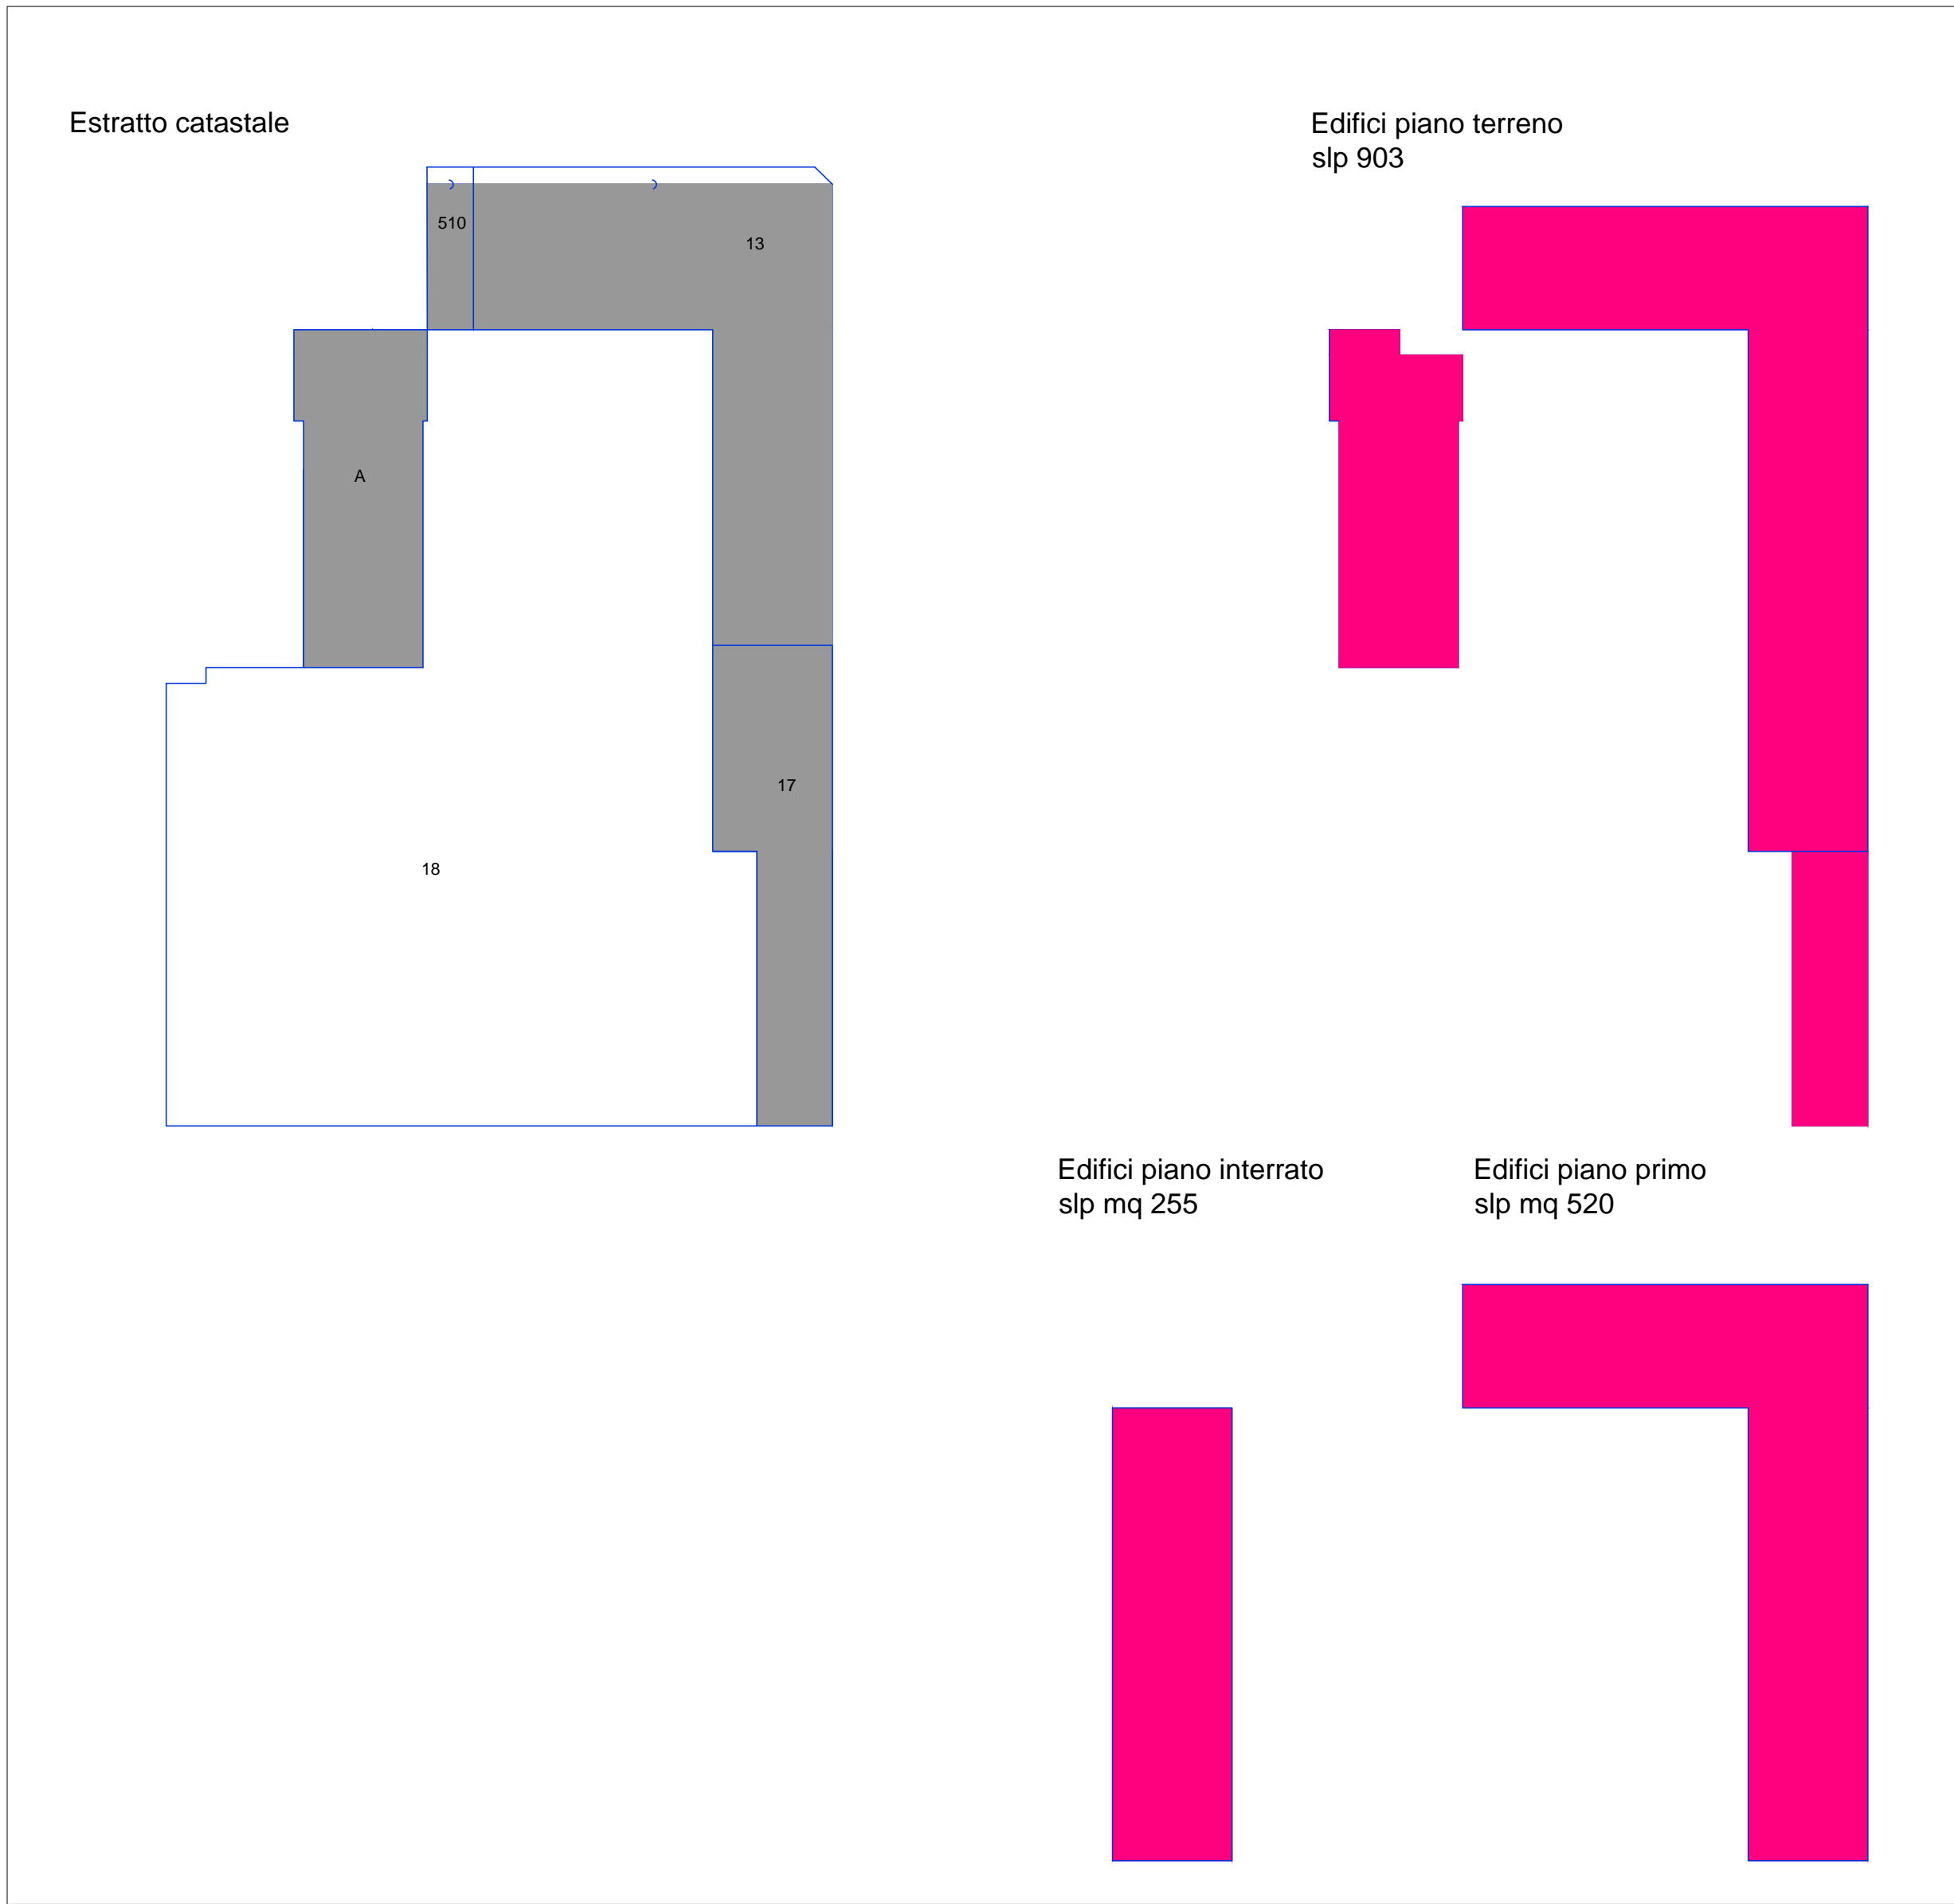 Estratto catastale
510
13
A
17
18
Edifici piano terreno
slp 903
Edifici piano interrato
slp mq 255
Edifici piano primo
slp mq 520